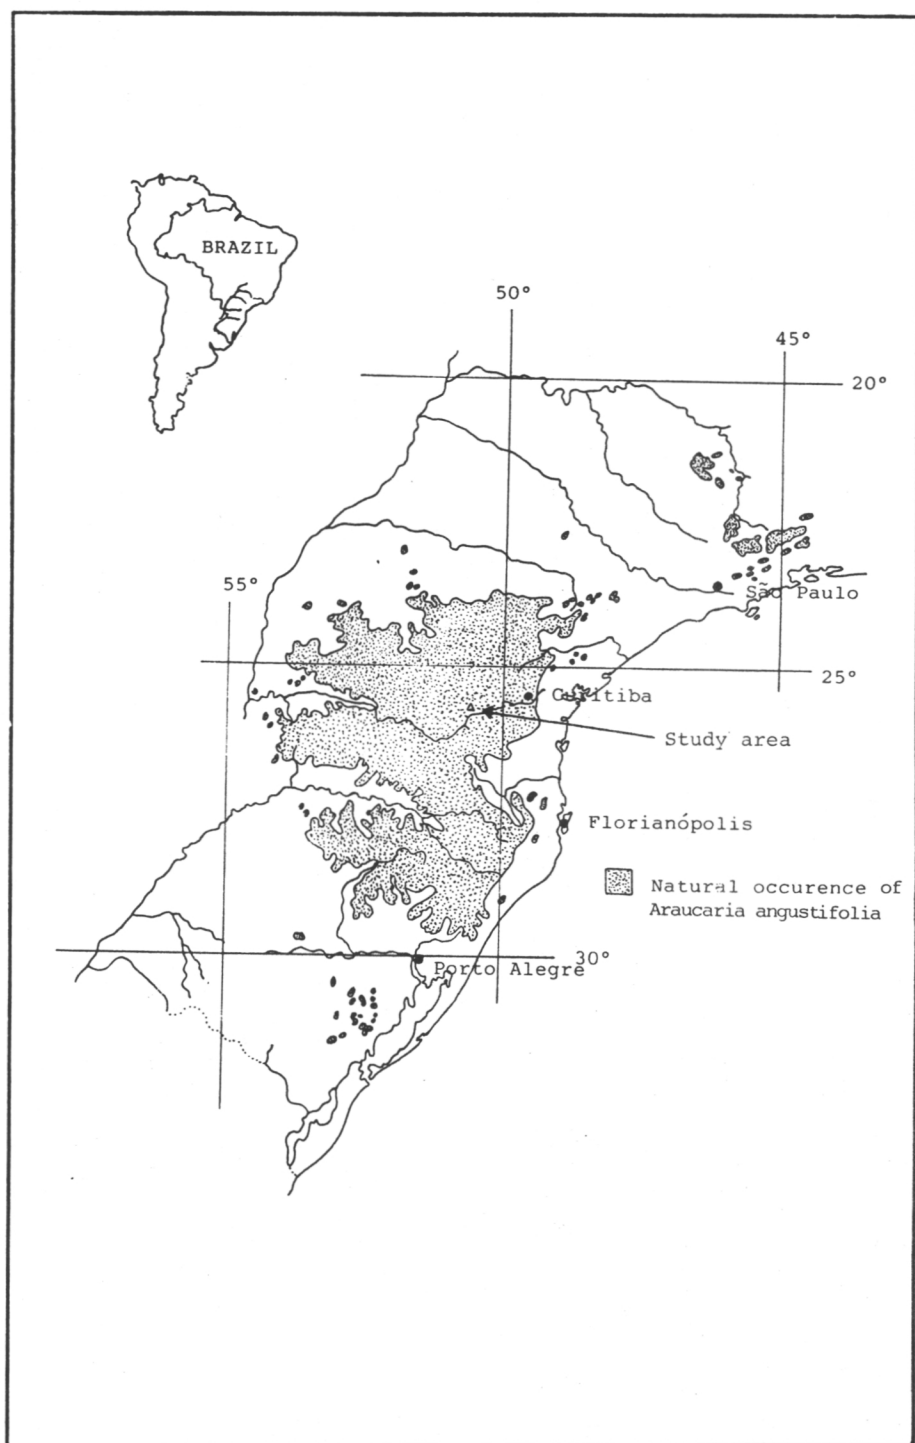 BRAZIL
50°
45°
20°
55°
São Paulo
25°
Curitiba
Study area
Florianópolis
Natural occurence of
Araucaria angustifolia
30°
Porto Alegre